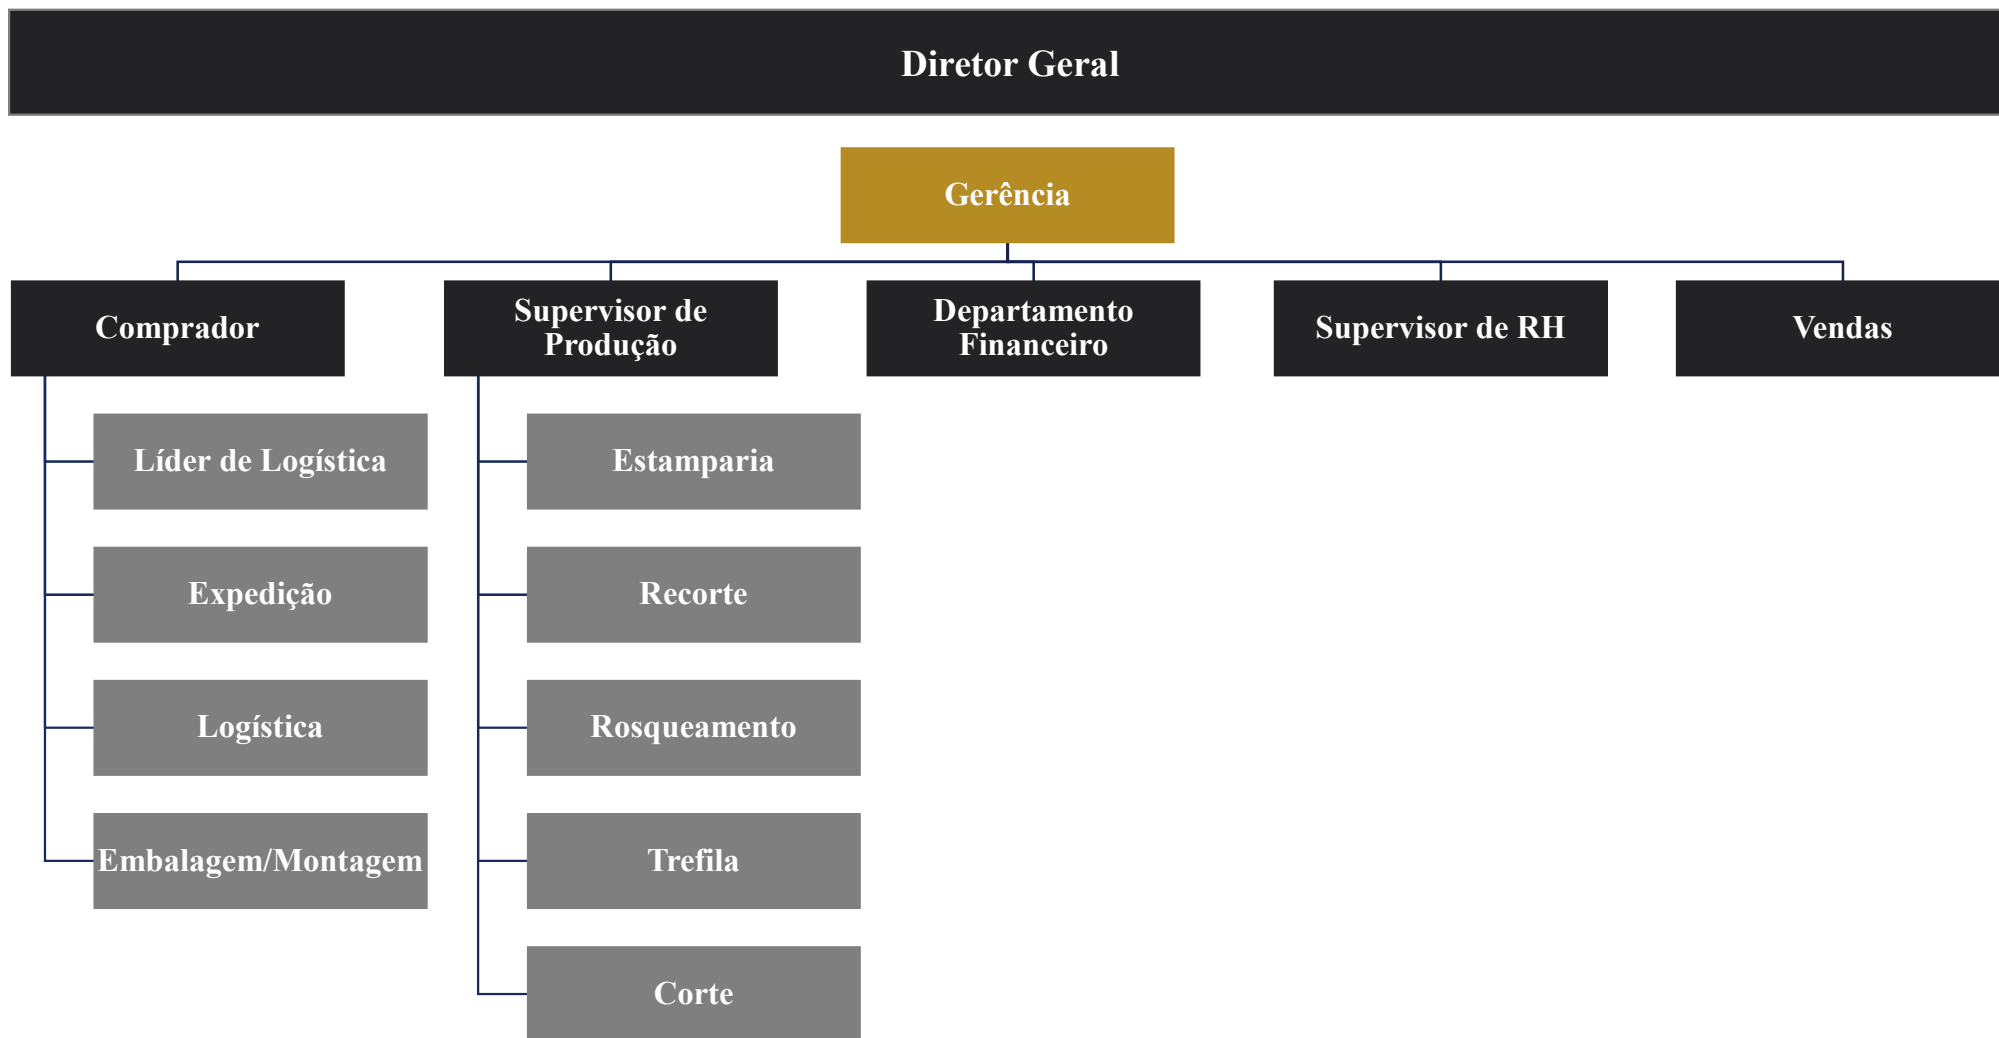 Diretor Geral
Gerência
Comprador
Supervisor de
Produção
Departamento
Financeiro
Supervisor de RH
Vendas
Líder de Logística
Estamparia
Expedição
Recorte
Logística
Rosqueamento
Embalagem/Montagem
Trefila
Corte